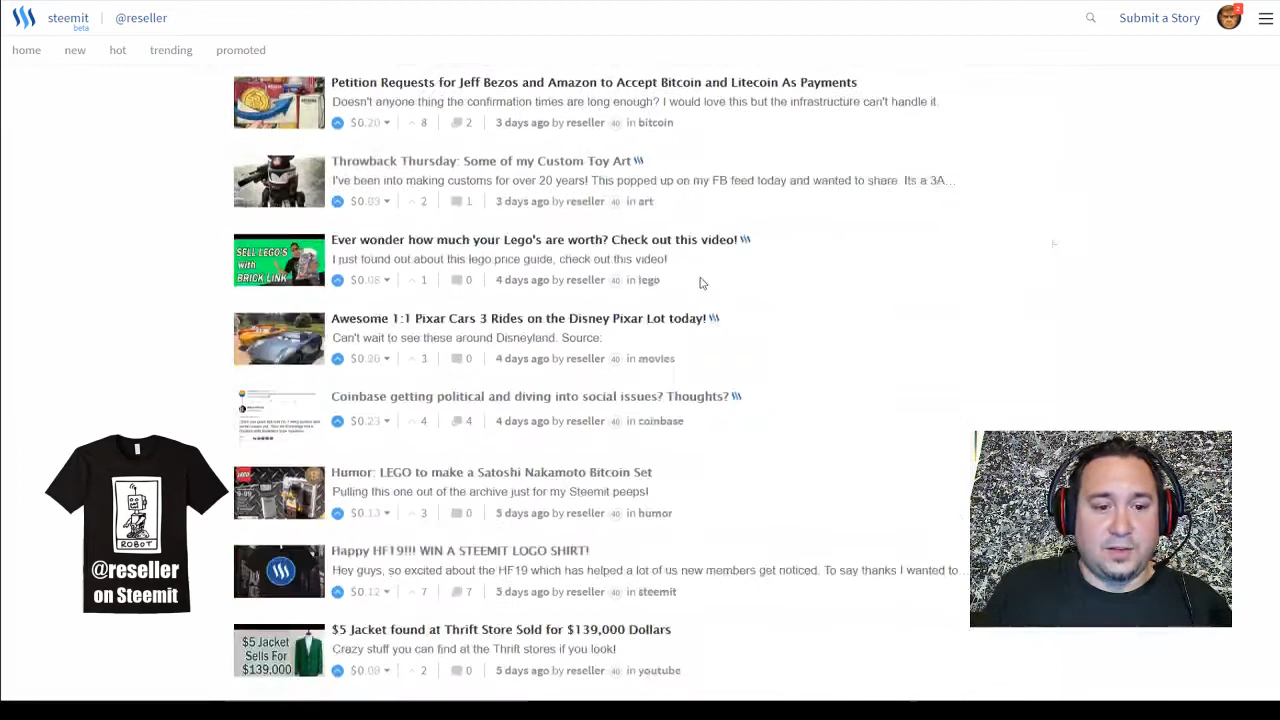 steemit
beta
@reseller
Submit a Story
2
home new hot trending promoted
Petition Requests for Jeff Bezos and Amazon to Accept Bitcoin and Litecoin As Payments
Doesn't anyone thing the confirmation times are long enough? I would love this but the infrastructure can't handle it.
$0.20 8 2 3 days ago by reseller 40 in bitcoin
Throwback Thursday: Some of my Custom Toy Art
I've been into making customs for over 20 years! This popped up on my FB feed today and wanted to share. Its a 3A...
$0.09 2 1 3 days ago by reseller 40 in art
SELL LEGO'S
with
BRICK LINK
Ever wonder how much your Lego's are worth? Check out this video!
I just found out about this lego price guide, check out this video!
$0.08 1 0 4 days ago by reseller 40 in lego
Awesome 1:1 Pixar Cars 3 Rides on the Disney Pixar Lot today!
Can't wait to see these around Disneyland. Source:
$0.20 3 0 4 days ago by reseller 40 in movies
Coinbase getting political and diving into social issues? Thoughts?
$0.23 4 4 4 days ago by reseller 40 in coinbase
Humor: LEGO to make a Satoshi Nakamoto Bitcoin Set
Pulling this one out of the archive just for my Steemit peeps!
$0.13 3 0 5 days ago by reseller 40 in humor
Happy HF19!!! WIN A STEEMIT LOGO SHIRT!
Hey guys, so excited about the HF19 which has helped a lot of us new members get noticed. To say thanks I wanted to...
$0.12 7 7 5 days ago by reseller 40 in steemit
$5 Jacket
Sells For
$139,000
$5 Jacket found at Thrift Store Sold for $139,000 Dollars
Crazy stuff you can find at the Thrift stores if you look!
$0.09 2 0 5 days ago by reseller 40 in youtube
ROBOT
@reseller
on Steemit